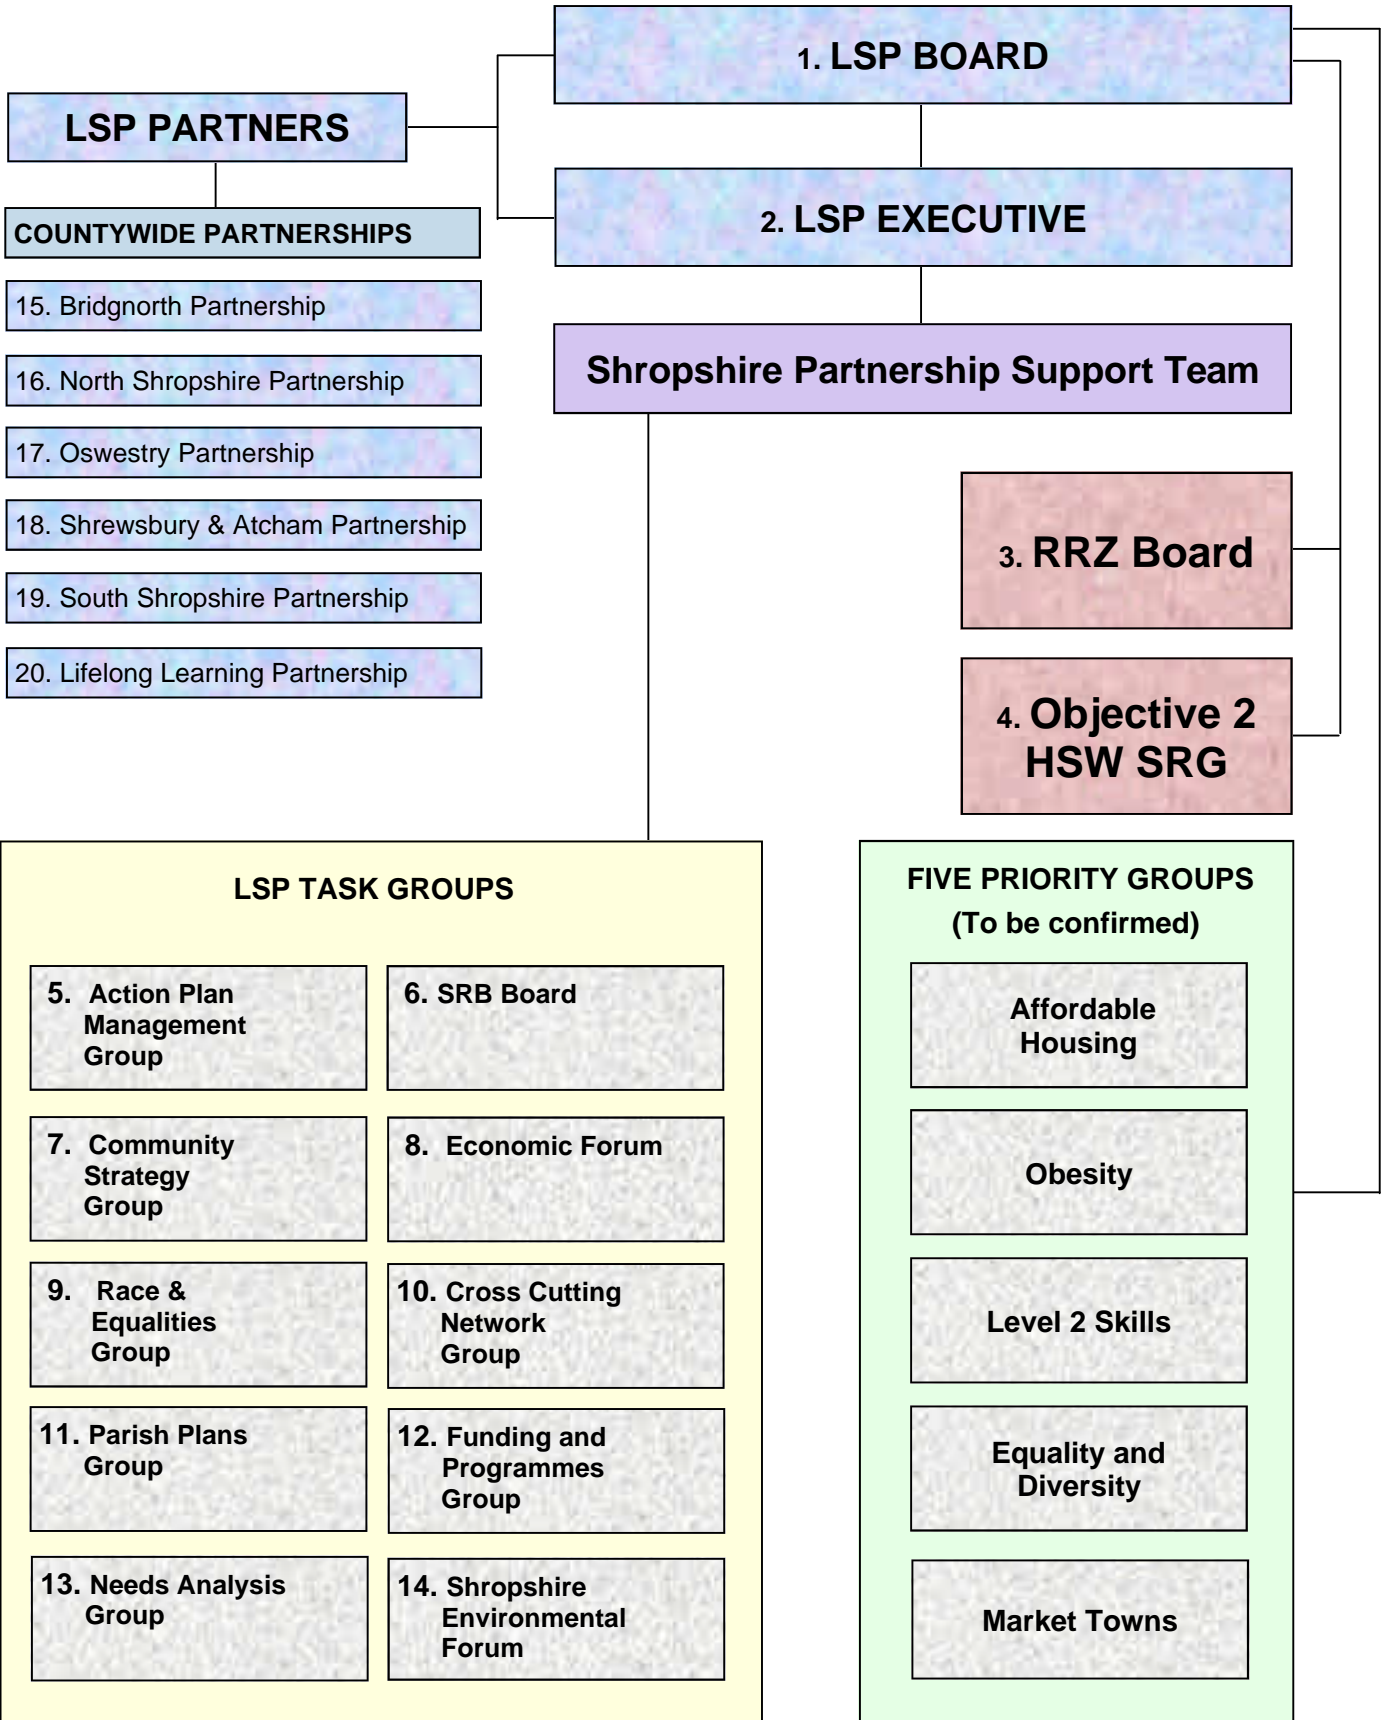 1. LSP BOARD
LSP PARTNERS
2. LSP EXECUTIVE
COUNTYWIDE PARTNERSHIPS
15. Bridgnorth Partnership
16. North Shropshire Partnership
17. Oswestry Partnership
18. Shrewsbury & Atcham Partnership
19. South Shropshire Partnership
20. Lifelong Learning Partnership
Shropshire Partnership Support Team
3. RRZ Board
4. Objective 2
HSW SRG
LSP TASK GROUPS
5. Action Plan
Management
Group
6. SRB Board
7. Community
Strategy
Group
8. Economic Forum
9. Race &
Equalities
Group
10. Cross Cutting
Network
Group
11. Parish Plans
Group
12. Funding and
Programmes
Group
13. Needs Analysis
Group
14. Shropshire
Environmental
Forum
FIVE PRIORITY GROUPS
(To be confirmed)
Affordable
Housing
Obesity
Level 2 Skills
Equality and
Diversity
Market Towns